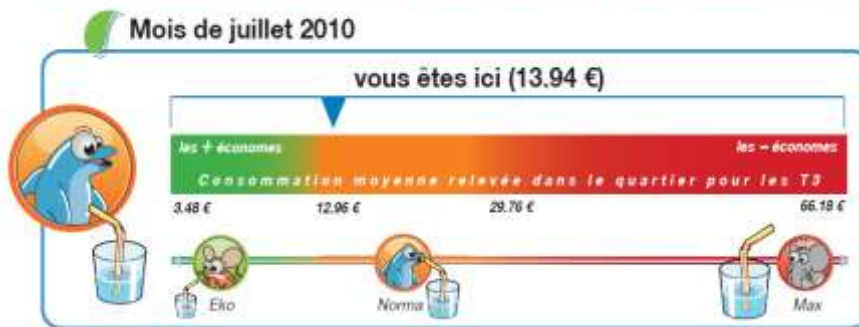 Mois de juillet 2010
vous êtes ici (13.94 €)
les + économes les – économes
Consommation moyenne relevée dans le quartier pour les T3
3.48 € 12.96 € 29.76 € 66.18 €
Eko Norma Max